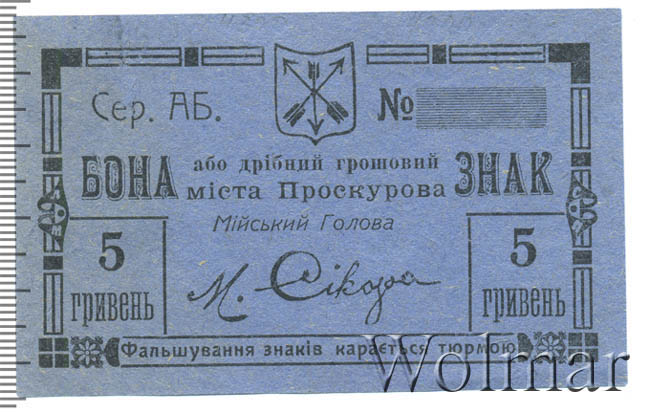 Сер. АБ. №
БОНА або дрібний грошовий ЗНАК
міста Проскурова
Мійський Голова
5 гривень
М. Сікора
5 гривень
Фальшування знаків карається тюрмою
Wolmar